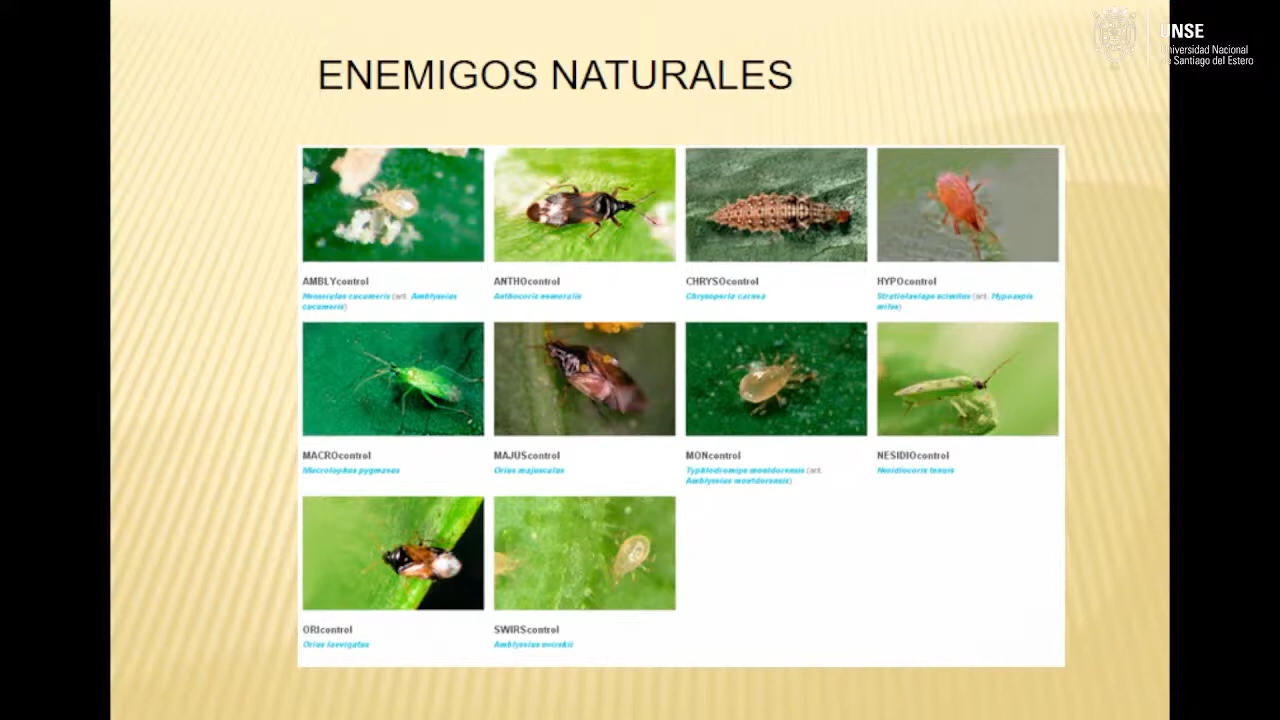 UNSE
Universidad Nacional
de Santiago del Estero
ENEMIGOS NATURALES
AMBLYcontrol
Neoseiulus cucumeris (ant. Amblyseius
cucumeris)
ANTHOcontrol
Anthocoris nemoralis
CHRYSOcontrol
Chrysoperla carnea
HYPOcontrol
Stratiolaelaps scimitus (ant. Hypoaspis
miles)
MACROcontrol
Macrolophus pygmaeus
MAJUScontrol
Orius majusculus
MONcontrol
Typhlodromips montdorensis (ant.
Amblyseius montdorensis)
NESIDIOcontrol
Nesidiocoris tenuis
ORIcontrol
Orius laevigatus
SWIRScontrol
Amblyseius swirskii